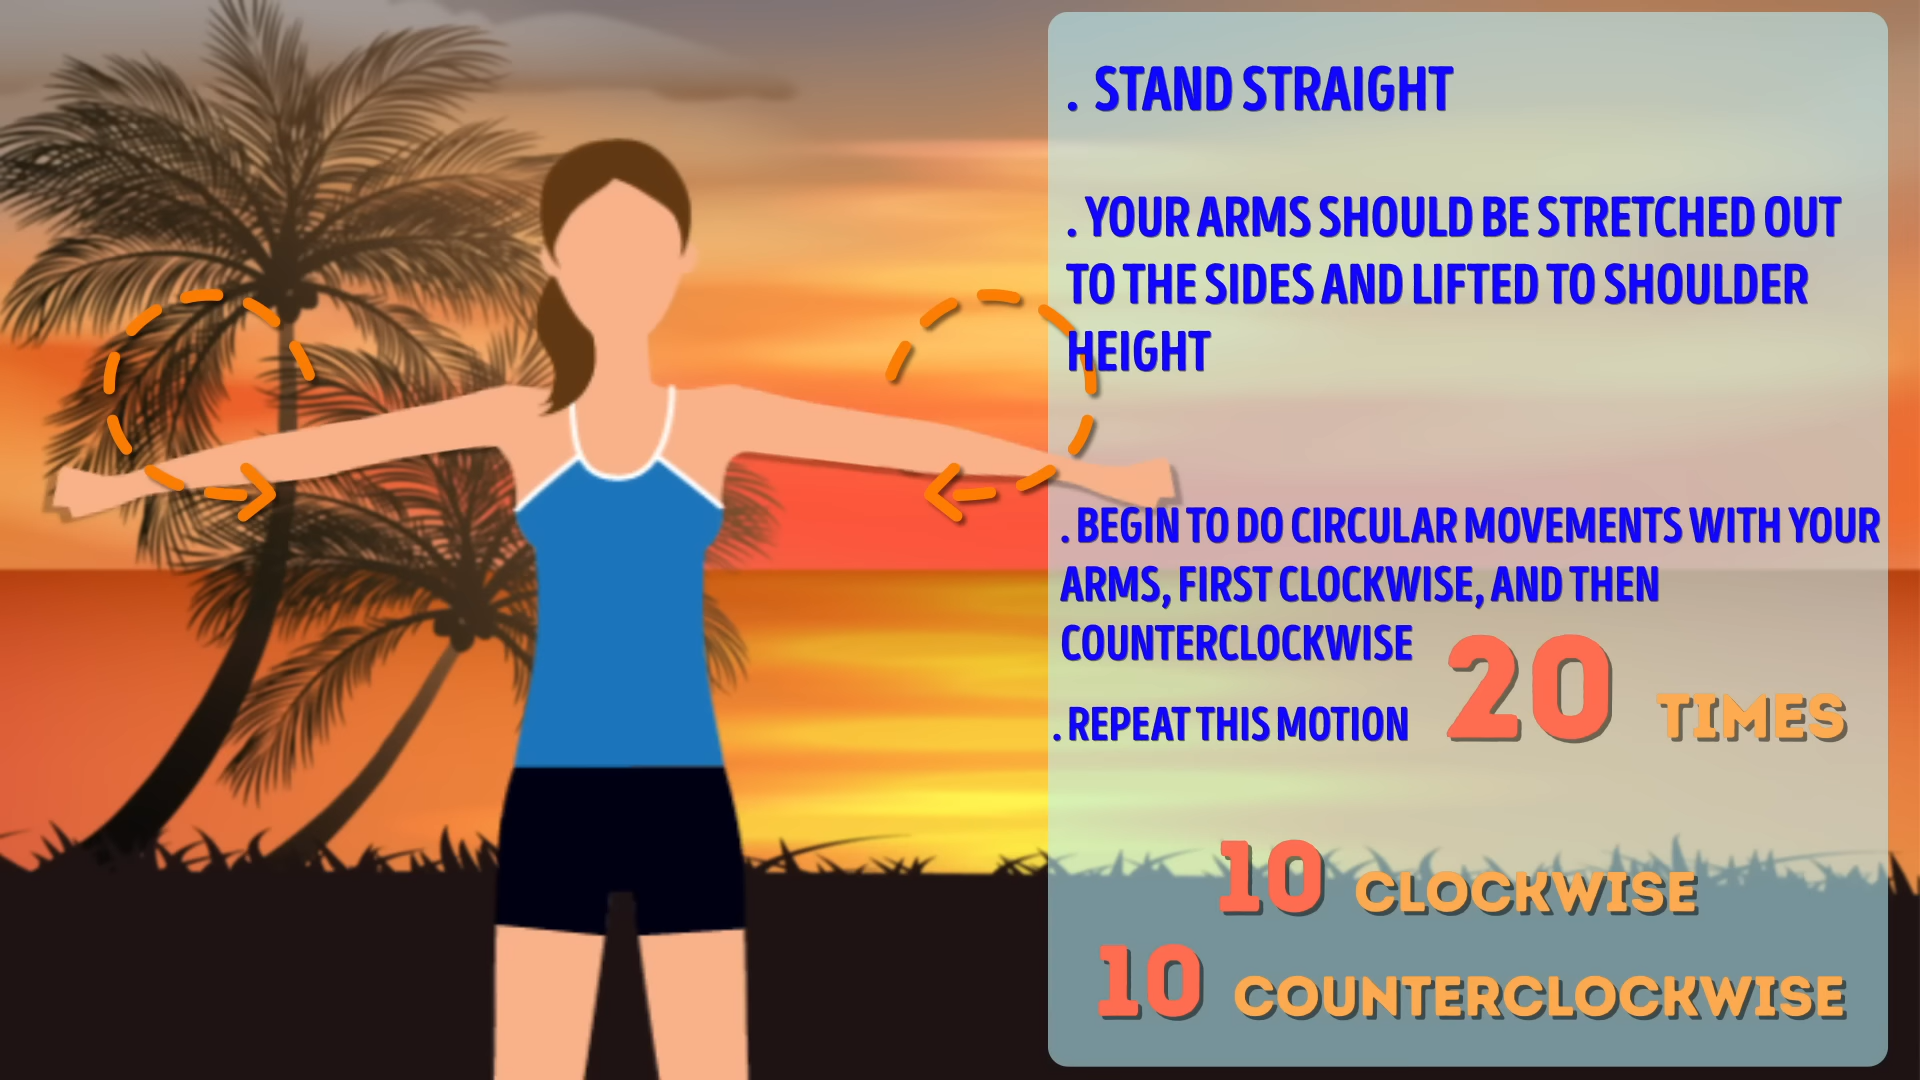 . STAND STRAIGHT
. YOUR ARMS SHOULD BE STRETCHED OUT
TO THE SIDES AND LIFTED TO SHOULDER
HEIGHT
. BEGIN TO DO CIRCULAR MOVEMENTS WITH YOUR
ARMS, FIRST CLOCKWISE, AND THEN
COUNTERCLOCKWISE
. REPEAT THIS MOTION 20 TIMES
10 CLOCKWISE
10 COUNTERCLOCKWISE